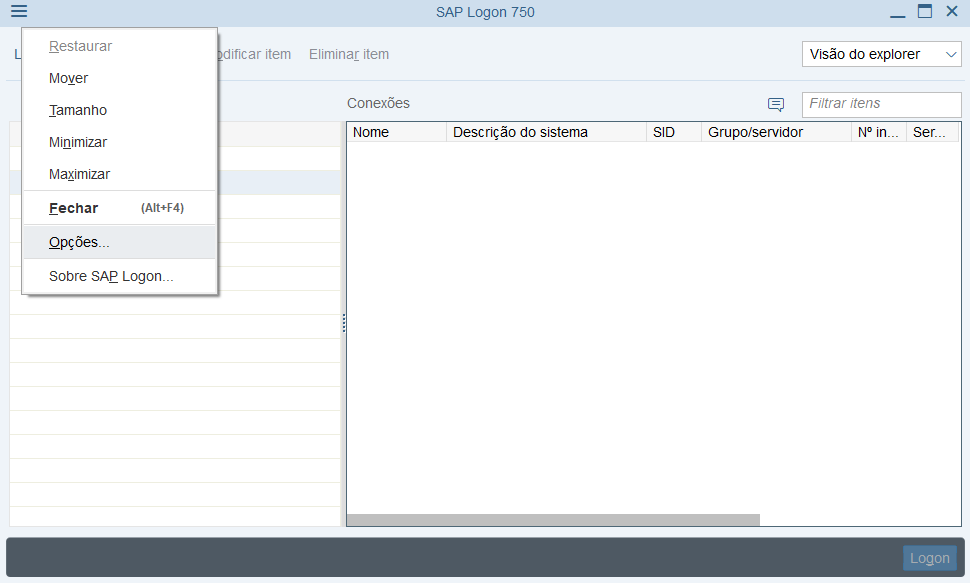 SAP Logon 750
L
odificar item
Eliminar item
Visão do explorer
Restaurar
Mover
Tamanho
Minimizar
Maximizar
Fechar (Alt+F4)
Opções...
Sobre SAP Logon...
Conexões
Filtrar itens
Nome Descrição do sistema SID Grupo/servidor Nº in... Ser...
Logon